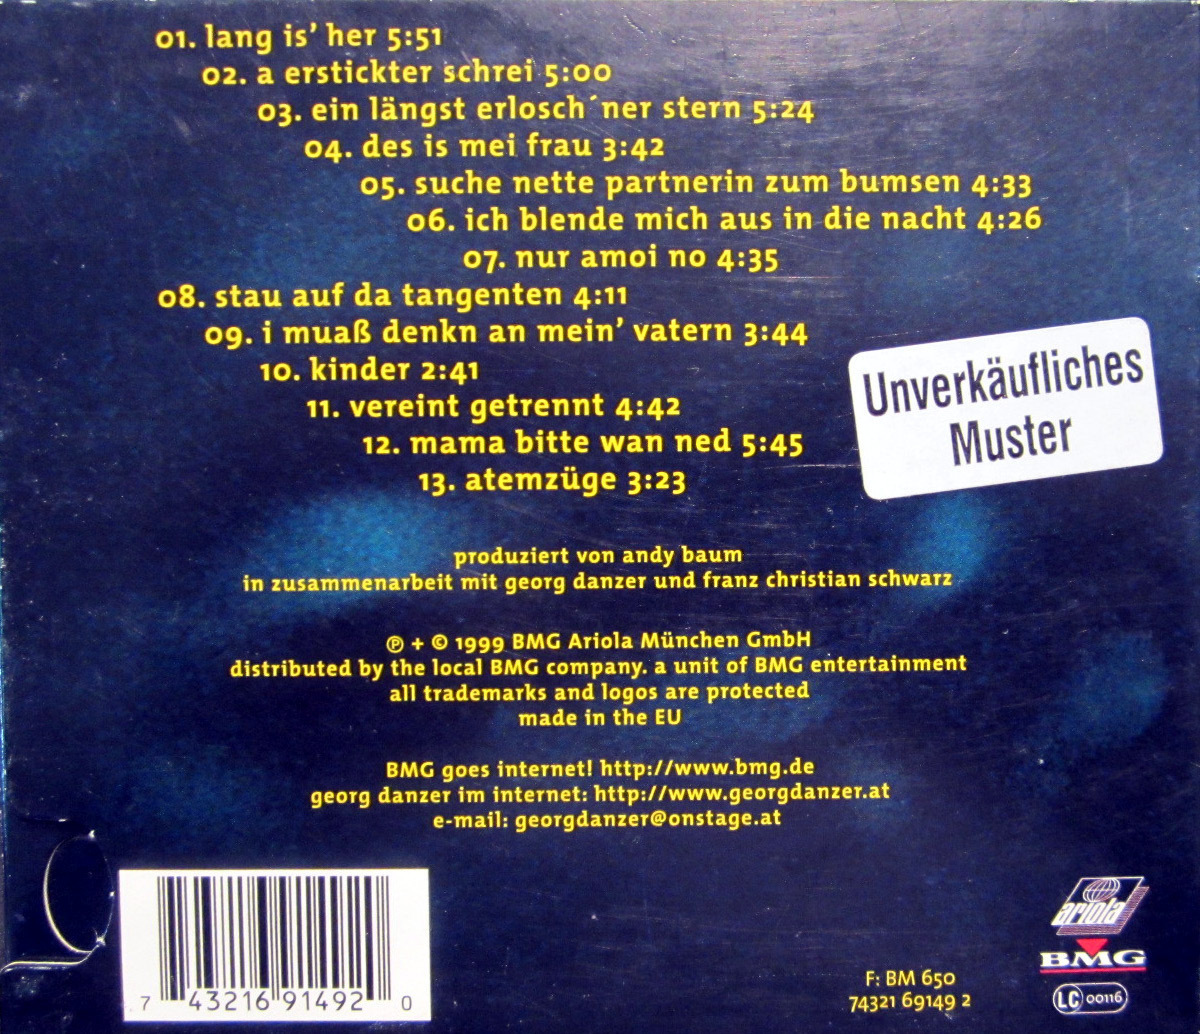 01. lang is' her 5:51
02. a erstickter schrei 5:00
03. ein längst erlosch´ner stern 5:24
04. des is mei frau 3:42
05. suche nette partnerin zum bumsen 4:33
06. ich blende mich aus in die nacht 4:26
07. nur amoi no 4:35
08. stau auf da tangenten 4:11
09. i muaß denkn an mein' vatern 3:44
10. kinder 2:41
11. vereint getrennt 4:42
12. mama bitte wan ned 5:45
13. atemzüge 3:23
Unverkäufliches
Muster
produziert von andy baum
in zusammenarbeit mit georg danzer und franz christian schwarz
℗ + © 1999 BMG Ariola München GmbH
distributed by the local BMG company. a unit of BMG entertainment
all trademarks and logos are protected
made in the EU
BMG goes internet! http://www.bmg.de
georg danzer im internet: http://www.georgdanzer.at
e-mail: georgdanzer@onstage.at
7 43216 91492 0
F: BM 650
74321 69149 2
ariola
BMG
LC 00116